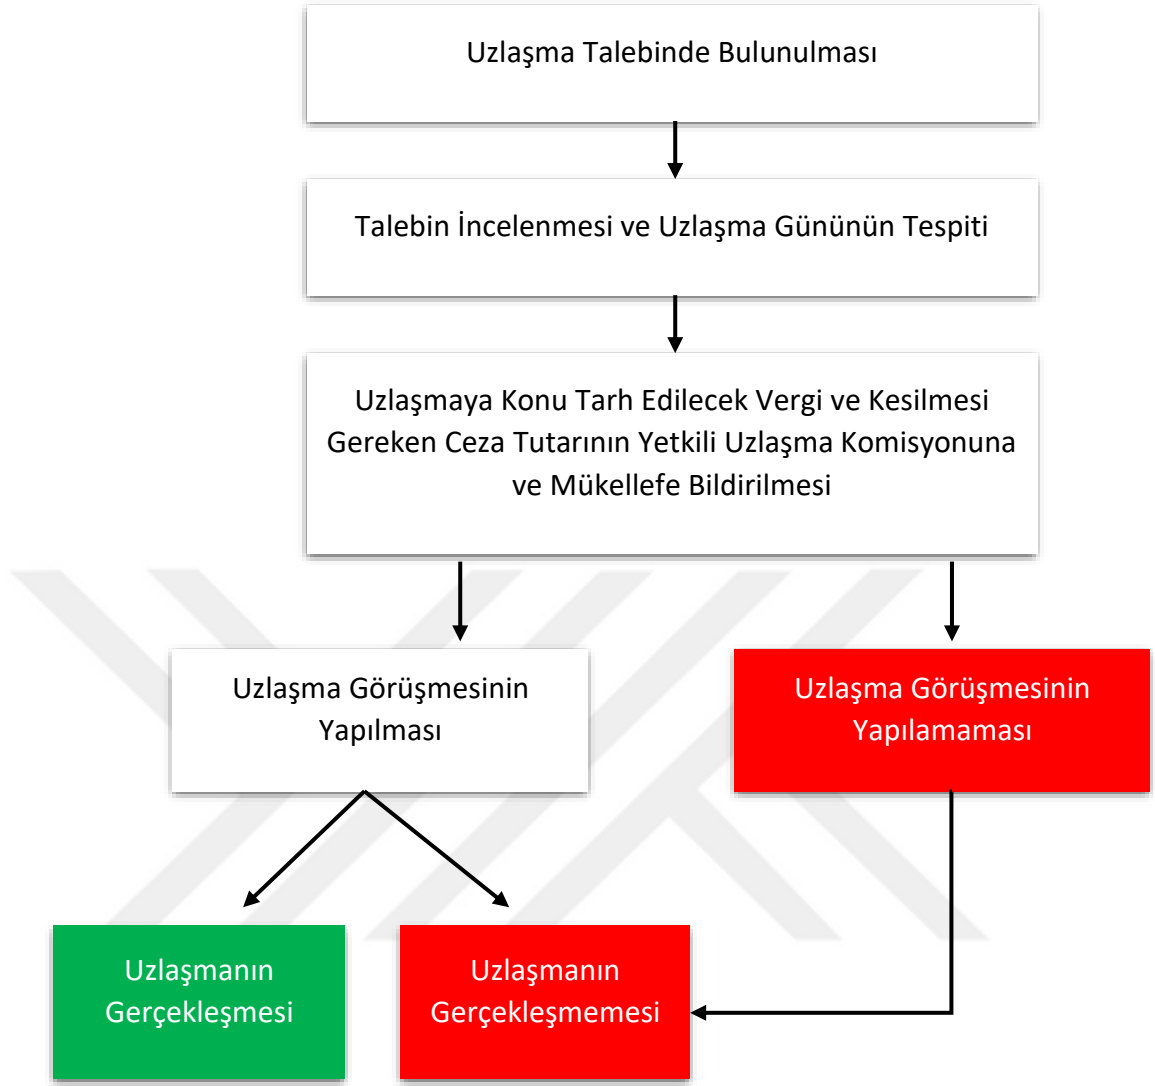 Uzlaşma Talebinde Bulunulması
Talebin İncelenmesi ve Uzlaşma Gününün Tespiti
Uzlaşmaya Konu Tarh Edilecek Vergi ve Kesilmesi
Gereken Ceza Tutarının Yetkili Uzlaşma Komisyonuna
ve Mükellefe Bildirilmesi
Uzlaşma Görüşmesinin
Yapılması
Uzlaşma Görüşmesinin
Yapılamaması
Uzlaşmanın
Gerçekleşmesi
Uzlaşmanın
Gerçekleşmemesi